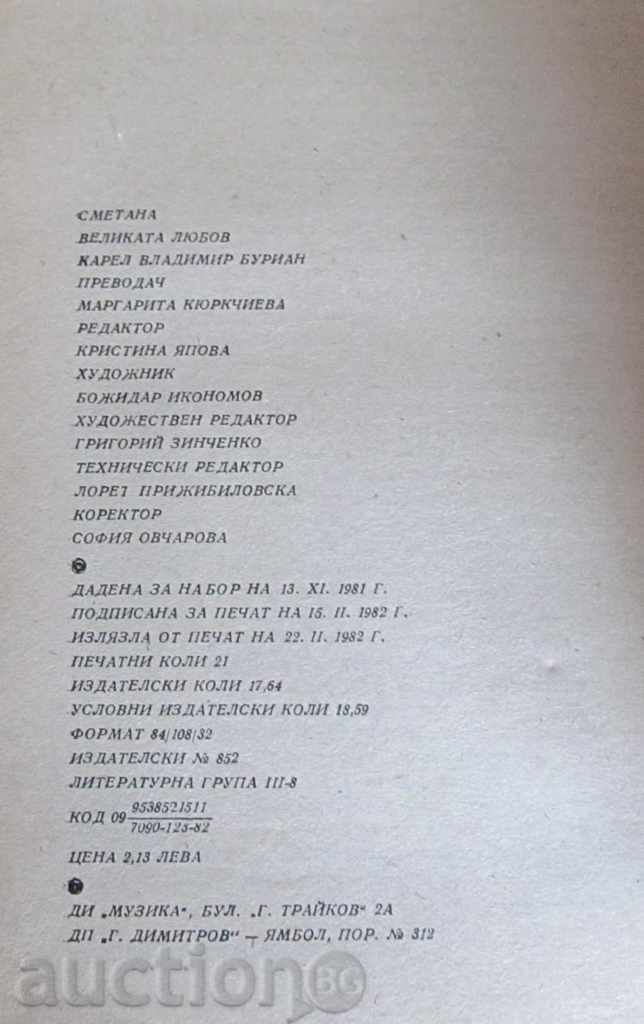 СМЕТАНА
ВЕЛИКАТА ЛЮБОВ
КАРЕЛ ВЛАДИМИР БУРИАН
ПРЕВОДАЧ
МАРГАРИТА КЮРКЧИЕВА
РЕДАКТОР
КРИСТИНА ЯПОВА
ХУДОЖНИК
БОЖИДАР ИКОНОМОВ
ХУДОЖЕСТВЕН РЕДАКТОР
ГРИГОРИЙ ЗИНЧЕНКО
ТЕХНИЧЕСКИ РЕДАКТОР
ЛОРЕТ ПРИЖИБИЛОВСКА
КОРЕКТОР
СОФИЯ ОВЧАРОВА
ДАДЕНА ЗА НАБОР НА 13. XI. 1981 Г.
ПОДПИСАНА ЗА ПЕЧАТ НА 15. II. 1982 Г.
ИЗЛЯЗЛА ОТ ПЕЧАТ НА 22. II. 1982 Г.
ПЕЧАТНИ КОЛИ 21
ИЗДАТЕЛСКИ КОЛИ 17,64
УСЛОВНИ ИЗДАТЕЛСКИ КОЛИ 18,59
ФОРМАТ 84/108/32
ИЗДАТЕЛСКИ № 852
ЛИТЕРАТУРНА ГРУПА III-8
КОД 09 9538521511
7090-123-82
ЦЕНА 2,13 ЛЕВА
ДИ „МУЗИКА", БУЛ. „Г. ТРАЙКОВ" 2А
ДП „Г. ДИМИТРОВ" — ЯМБОЛ, ПОР. № 312
auction BG